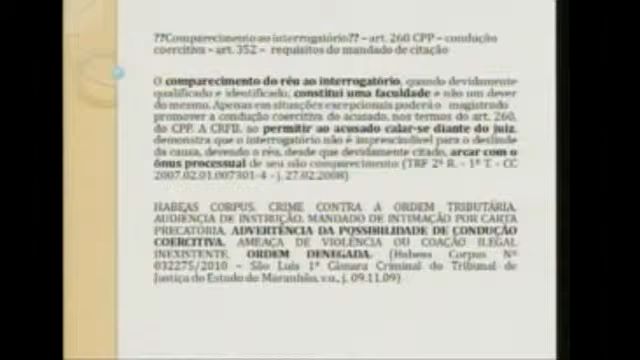 ⁇Comparecimento ao interrogatório⁇ – art. 260 CPP – condução
coercitiva – art. 352 – requisitos do mandado de citação
O comparecimento do réu ao interrogatório, quando devidamente
qualificado e identificado, constitui uma faculdade e não um dever
do mesmo. Apenas em situações excepcionais poderá o magistrado
promover a condução coercitiva do acusado, nos termos do art. 260,
do CPP. A CRFB, ao permitir ao acusado calar-se diante do juiz,
demonstra que o interrogatório não é imprescindível para o deslinde
da causa, devendo o réu, desde que devidamente citado, arcar com o
ônus processual de seu não comparecimento (TRF 2ª R. - 1ª T. - CC
2007.02.01.007301-4 - j. 27.02.2008)
HABEAS CORPUS. CRIME CONTRA A ORDEM TRIBUTÁRIA.
AUDIÊNCIA DE INSTRUÇÃO. MANDADO DE INTIMAÇÃO POR CARTA
PRECATÓRIA. ADVERTÊNCIA DA POSSIBILIDADE DE CONDUÇÃO
COERCITIVA. AMEAÇA DE VIOLÊNCIA OU COAÇÃO ILEGAL
INEXISTENTE. ORDEM DENEGADA. (Habeas Corpus Nº
032275/2010 – São Luís 1ª Câmara Criminal do Tribunal de
Justiça do Estado do Maranhão, v.u., j. 09.11.09)